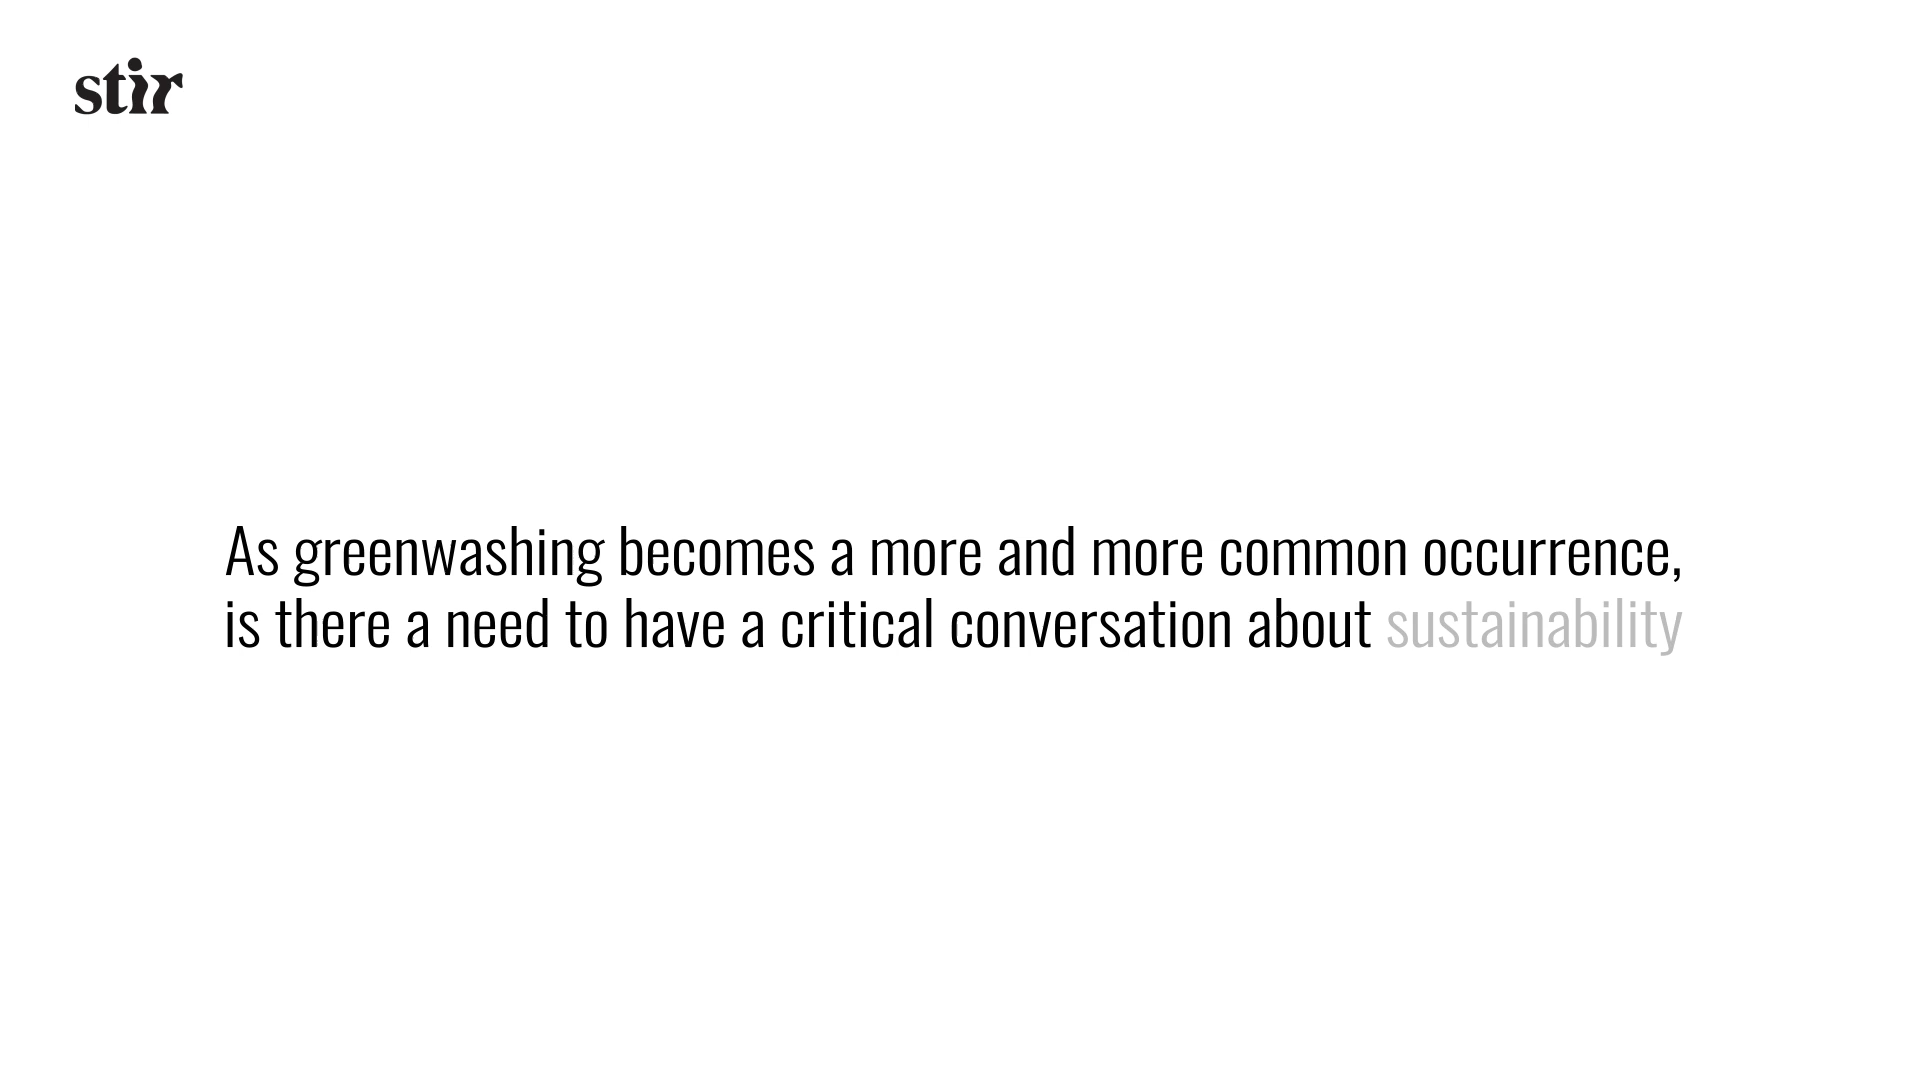 stir
As greenwashing becomes a more and more common occurrence,
is there a need to have a critical conversation about sustainability